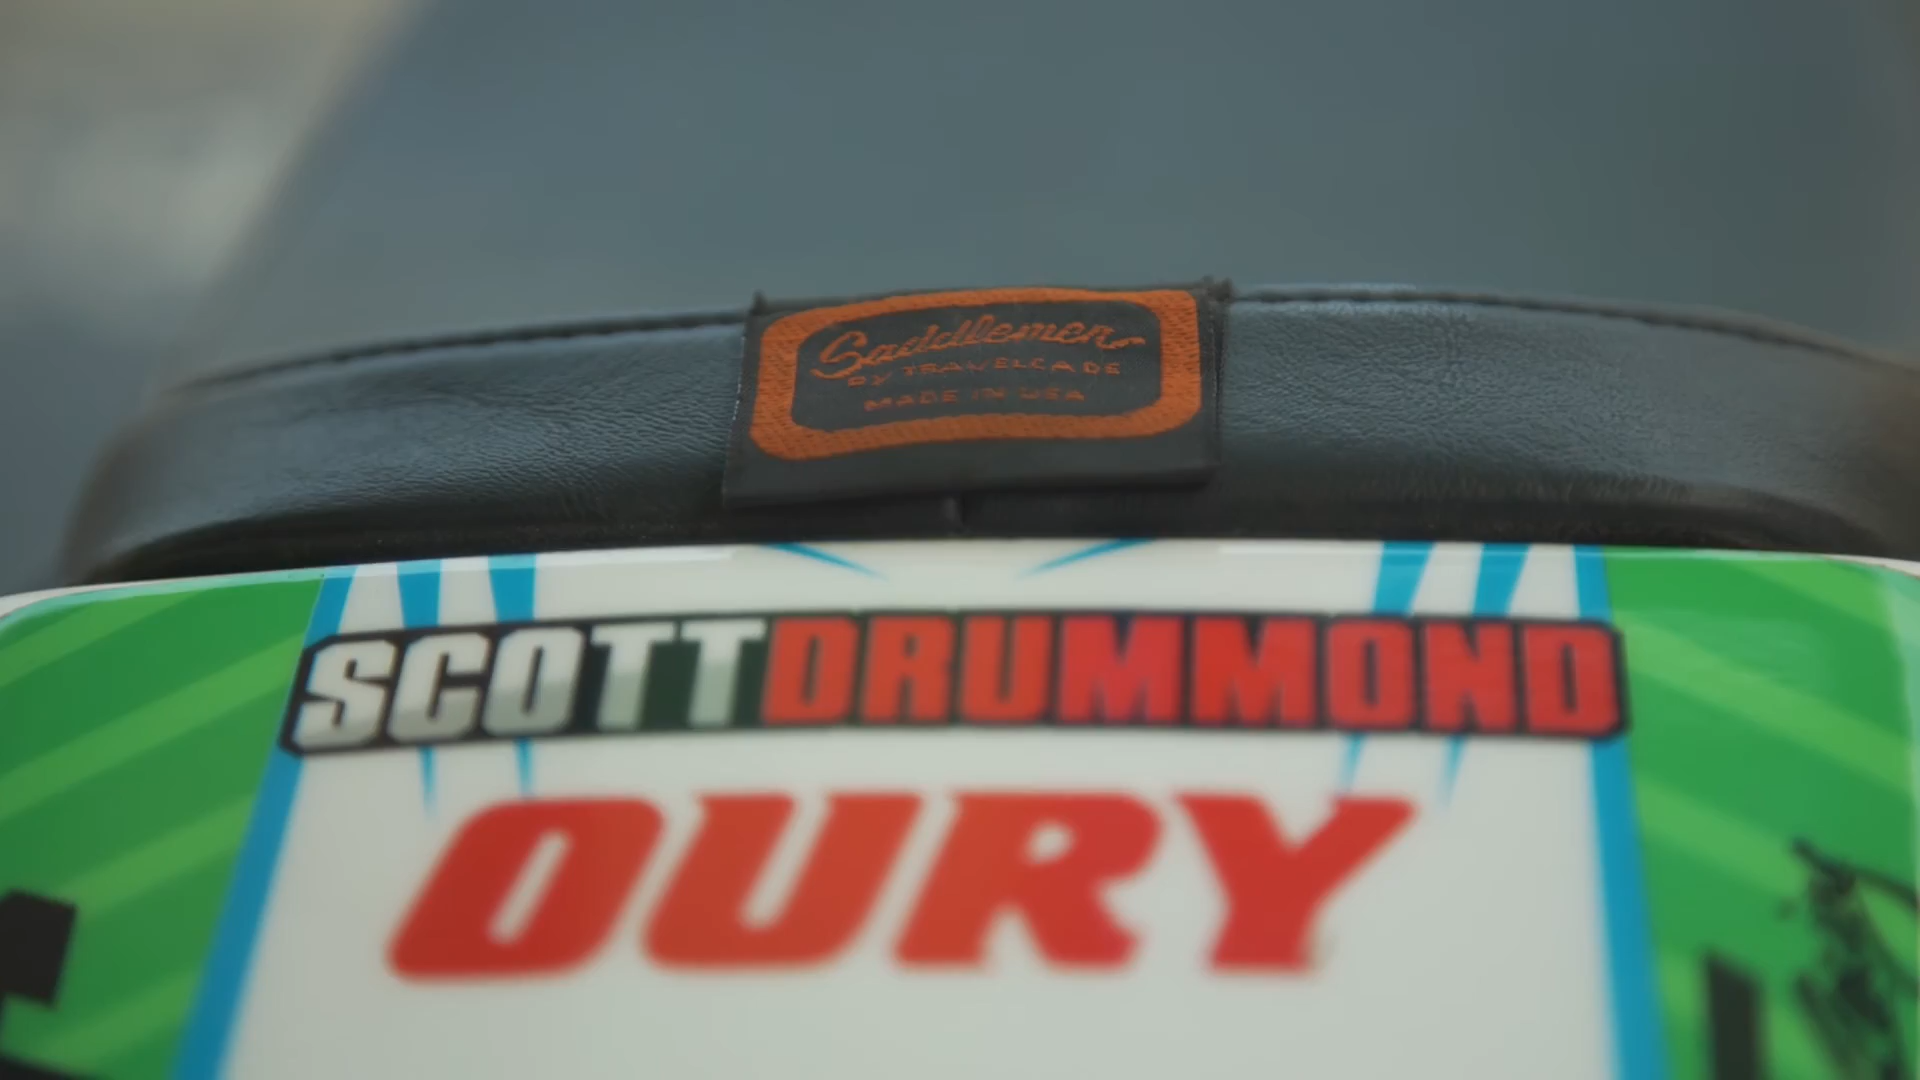 Saddlemen
BY TRAVELCADE
MADE IN USA
SCOTTDRUMMOND
OURY